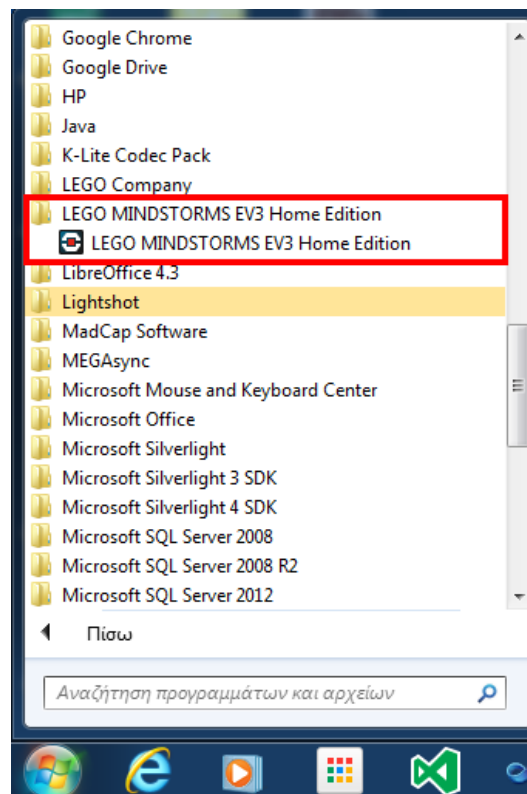 Google Chrome
Google Drive
HP
Java
K-Lite Codec Pack
LEGO Company
LEGO MINDSTORMS EV3 Home Edition
LEGO MINDSTORMS EV3 Home Edition
LibreOffice 4.3
Lightshot
MadCap Software
MEGAsync
Microsoft Mouse and Keyboard Center
Microsoft Office
Microsoft Silverlight
Microsoft Silverlight 3 SDK
Microsoft Silverlight 4 SDK
Microsoft SQL Server 2008
Microsoft SQL Server 2008 R2
Microsoft SQL Server 2012
Πίσω
Αναζήτηση προγραμμάτων και αρχείων